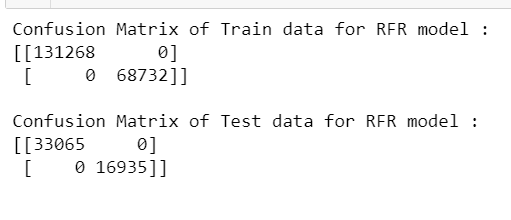 Confusion Matrix of Train data for RFR model :
[[131268      0]
 [     0  68732]]
Confusion Matrix of Test data for RFR model :
[[33065     0]
 [    0 16935]]